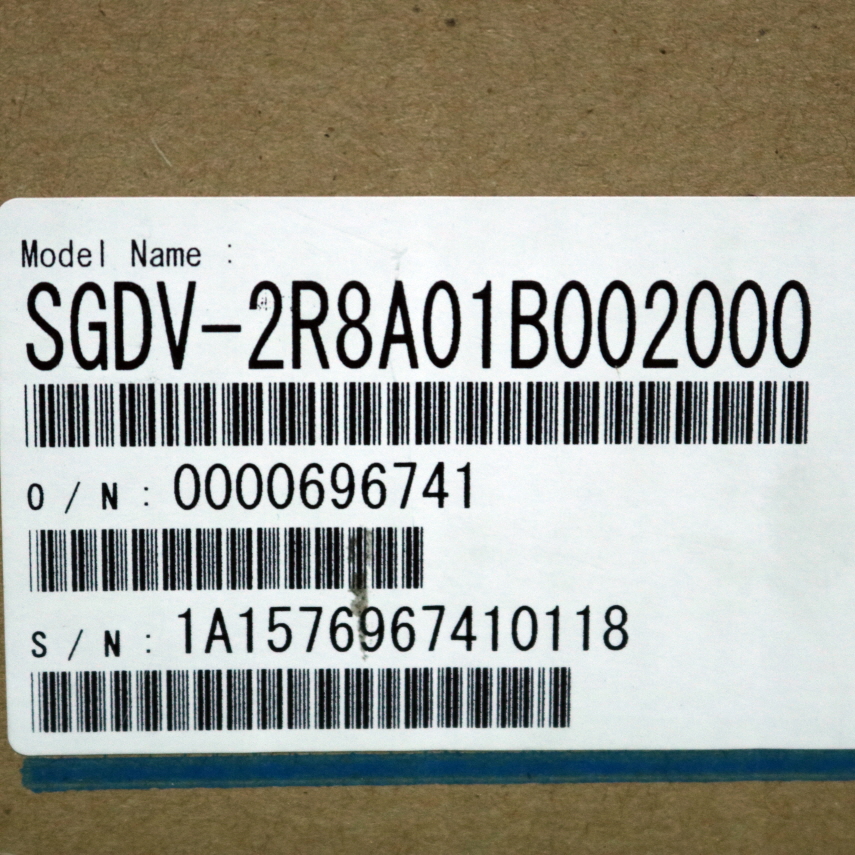 Model Name :
SGDV-2R8A01B002000
O / N : 0000696741
S / N : 1A1576967410118